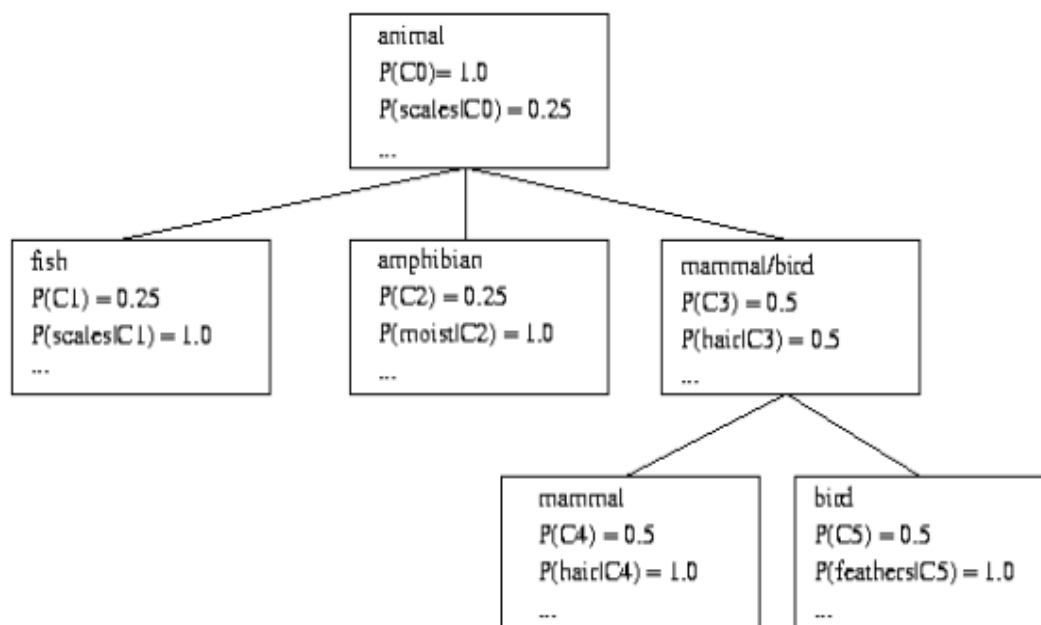 animal
P(C0)= 1.0
P(scales|C0) = 0.25
...
fish
P(C1) = 0.25
P(scales|C1) = 1.0
...
amphibian
P(C2) = 0.25
P(moist|C2) = 1.0
...
mammal/bird
P(C3) = 0.5
P(hair|C3) = 0.5
...
mammal
P(C4) = 0.5
P(hair|C4) = 1.0
...
bird
P(C5) = 0.5
P(feathers|C5) = 1.0
...